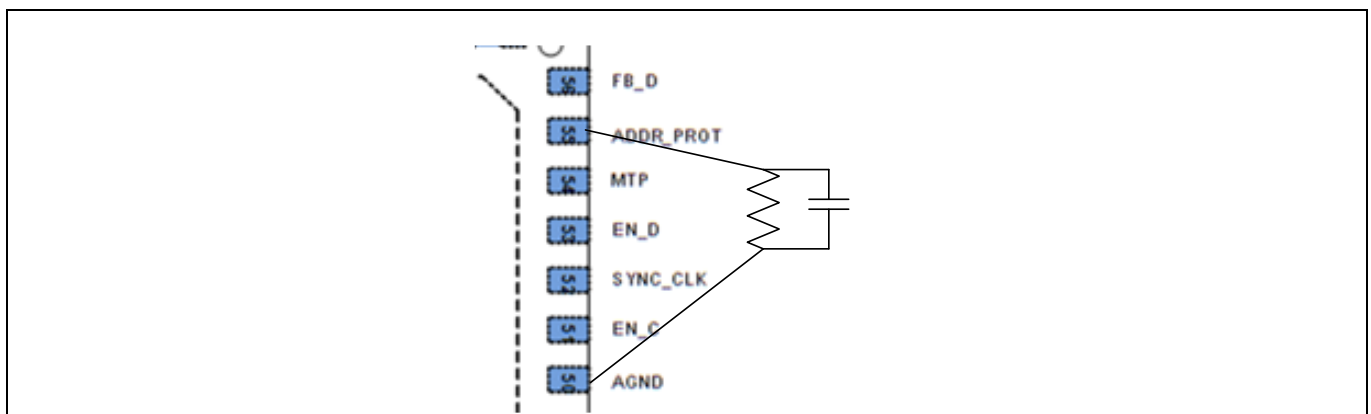 56 FB_D
55 ADDR_PROT
54 MTP
53 EN_D
52 SYNC_CLK
51 EN_C
50 AGND